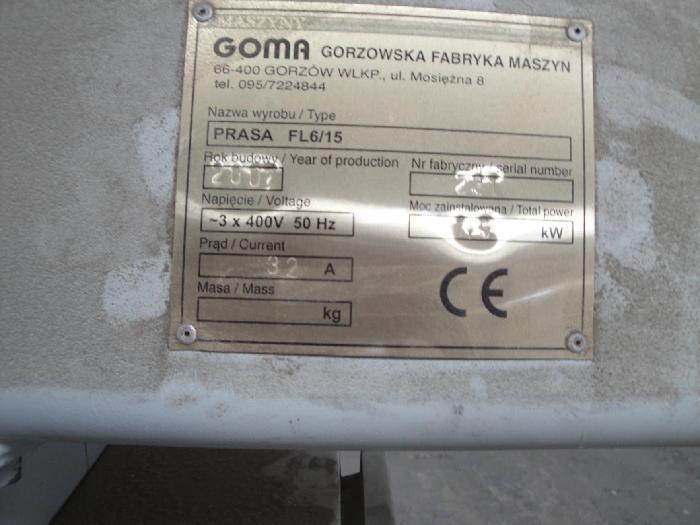 MASZYNY
GOMA GORZOWSKA FABRYKA MASZYN
66-400 GORZÓW WLKP., ul. Mosiężna 8
tel. 095/7224844
Nazwa wyrobu / Type
PRASA FL6/15
Rok budowy / Year of production
2007
Nr fabryczny / serial number
Napięcie / Voltage
~3 x 400V 50 Hz
Moc zainstalowana / Total power
kW
Prąd / Current
32 A
Masa / Mass
kg
CE